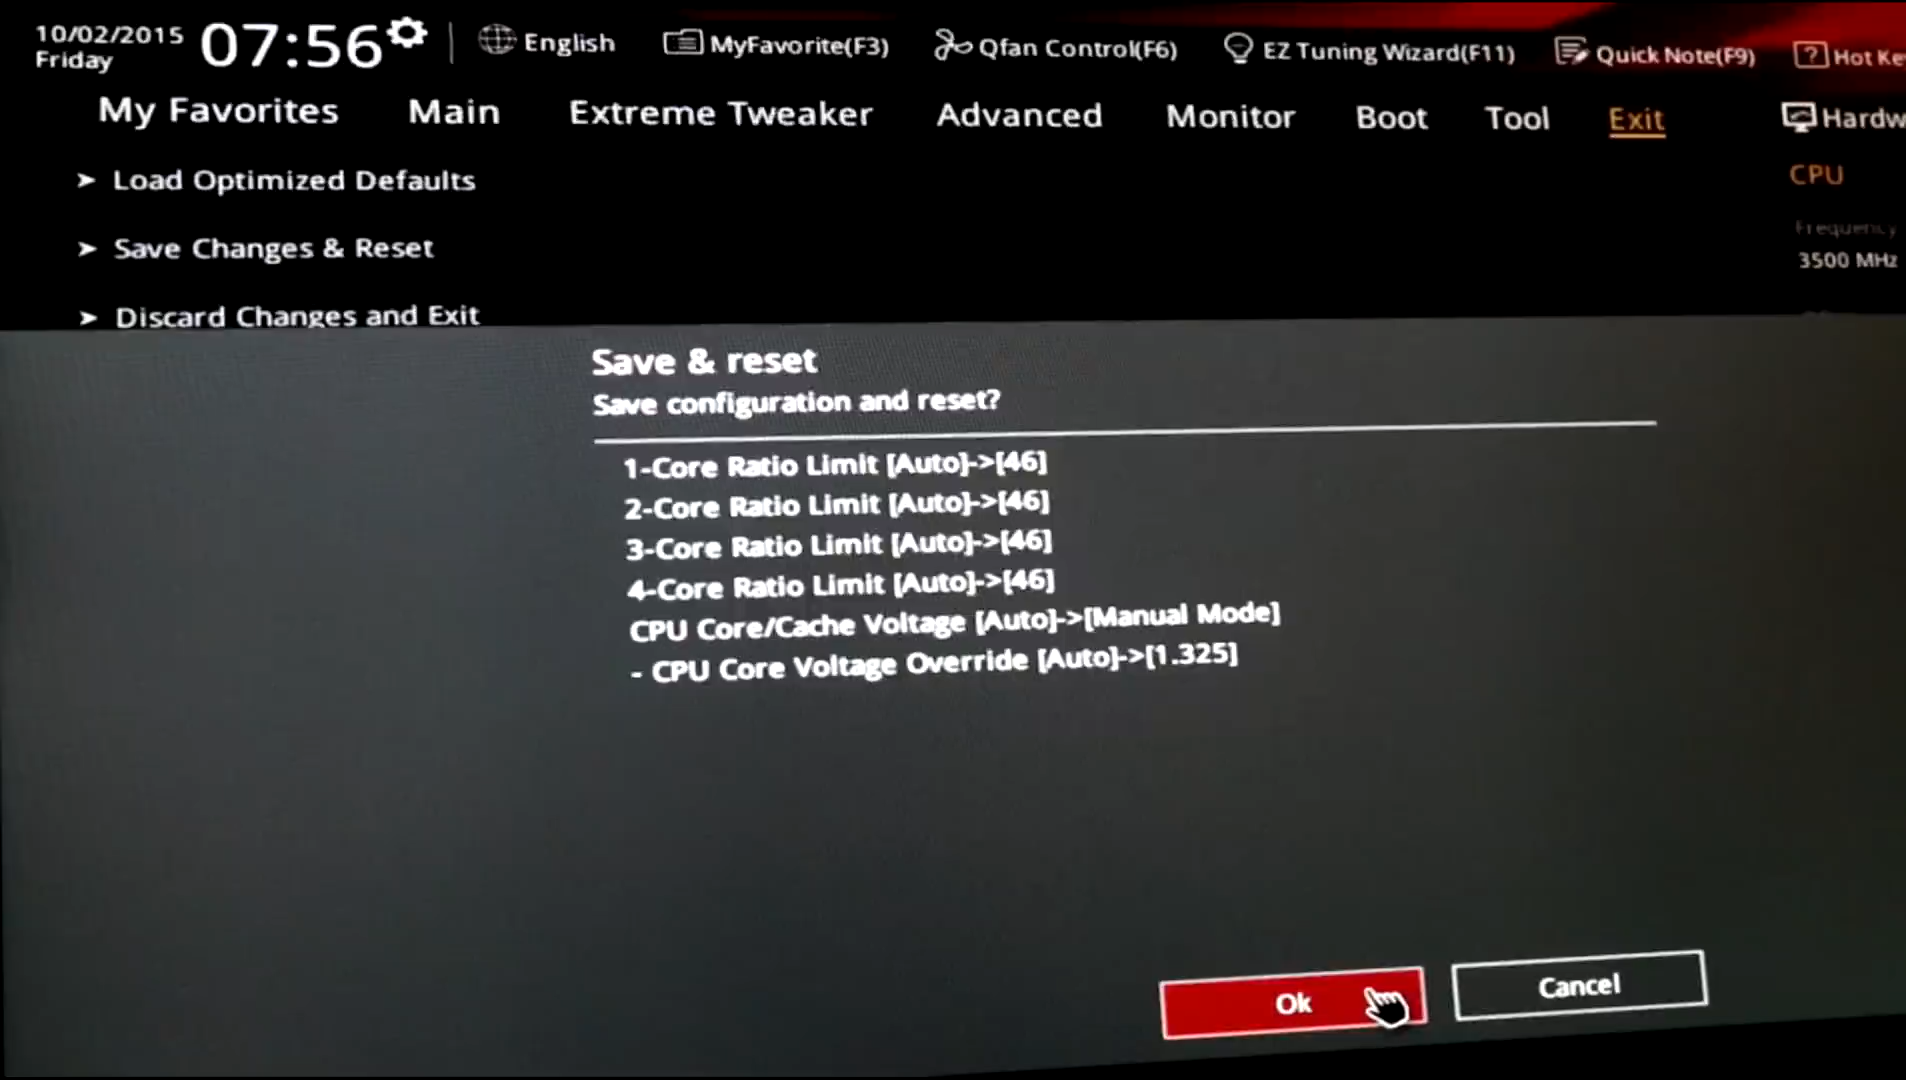 10/02/2015
Friday
07:56
English
MyFavorite(F3)
Qfan Control(F6)
EZ Tuning Wizard(F11)
Quick Note(F9)
? Hot Ke
My Favorites
Main
Extreme Tweaker
Advanced
Monitor
Boot
Tool
Exit
Hardw
➤ Load Optimized Defaults
➤ Save Changes & Reset
➤ Discard Changes and Exit
CPU
Frequency
3500 MHz
Save & reset
Save configuration and reset?
1-Core Ratio Limit [Auto]->[46]
2-Core Ratio Limit [Auto]->[46]
3-Core Ratio Limit [Auto]->[46]
4-Core Ratio Limit [Auto]->[46]
CPU Core/Cache Voltage [Auto]->[Manual Mode]
- CPU Core Voltage Override [Auto]->[1.325]
Ok
Cancel